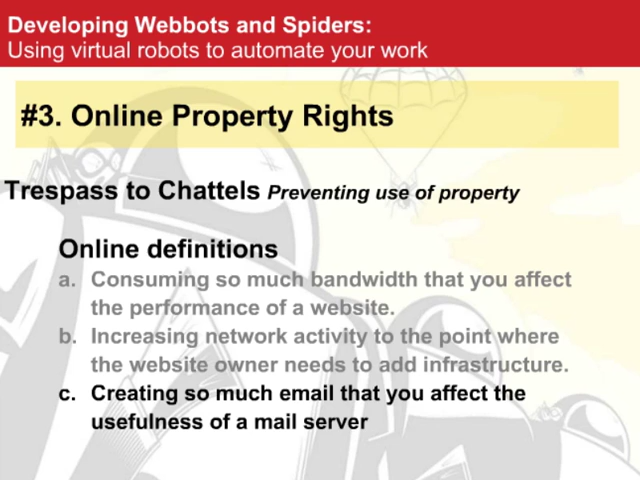 Developing Webbots and Spiders:
Using virtual robots to automate your work
#3. Online Property Rights
Trespass to Chattels Preventing use of property
Online definitions
a. Consuming so much bandwidth that you affect
the performance of a website.
b. Increasing network activity to the point where
the website owner needs to add infrastructure.
c. Creating so much email that you affect the
usefulness of a mail server